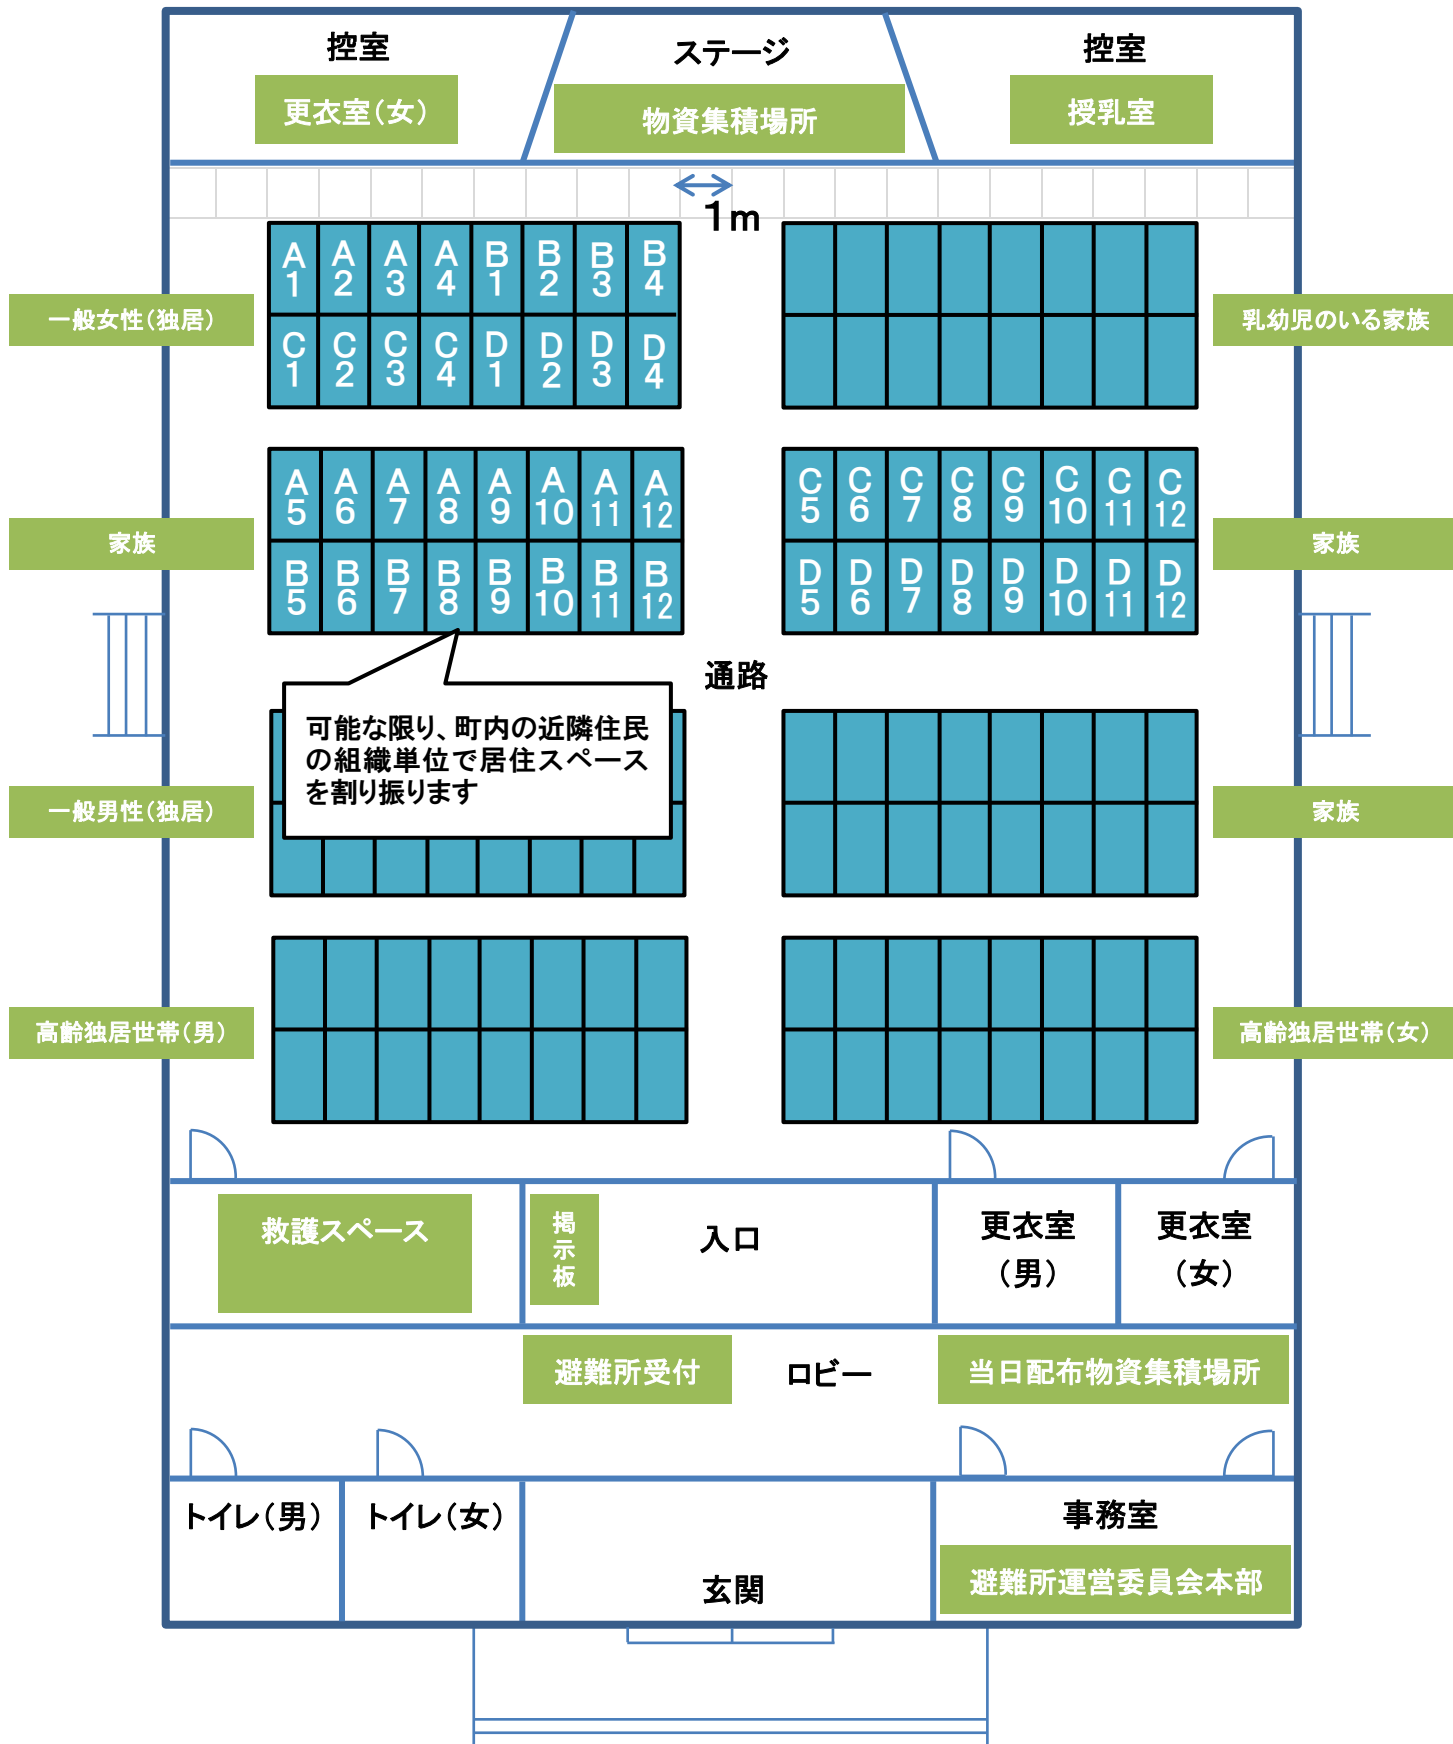 控室
ステージ
控室
更衣室（女）
物資集積場所
授乳室
1m
A1 A2 A3 A4 B1 B2 B3 B4
C1 C2 C3 C4 D1 D2 D3 D4
一般女性（独居）
乳幼児のいる家族
A5 A6 A7 A8 A9 A10 A11 A12
B5 B6 B7 B8 B9 B10 B11 B12
C5 C6 C7 C8 C9 C10 C11 C12
D5 D6 D7 D8 D9 D10 D11 D12
家族
家族
通路
可能な限り、町内の近隣住民
の組織単位で居住スペース
を割り振ります
一般男性（独居）
家族
高齢独居世帯（男）
高齢独居世帯（女）
救護スペース
掲示板
入口
更衣室
（男）
更衣室
（女）
避難所受付
ロビー
当日配布物資集積場所
トイレ（男）
トイレ（女）
玄関
事務室
避難所運営委員会本部